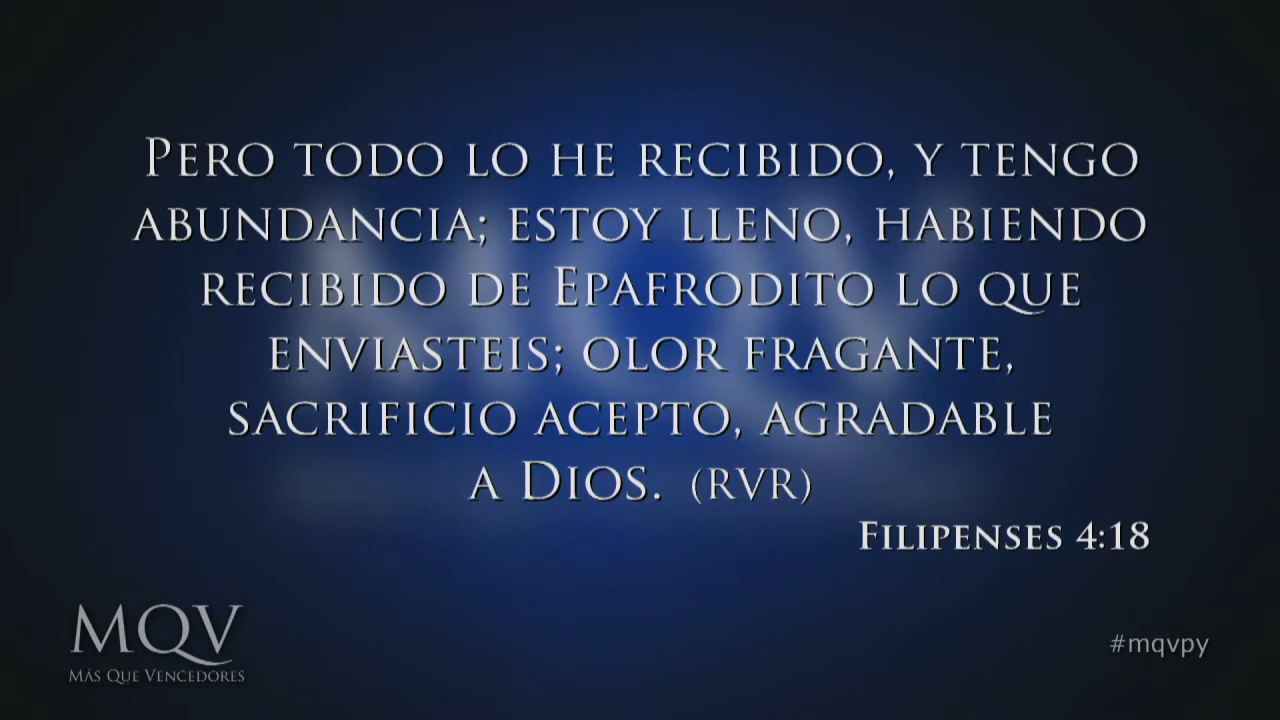 Pero todo lo he recibido, y tengo
abundancia; estoy lleno, habiendo
recibido de Epafrodito lo que
enviasteis; olor fragante,
sacrificio acepto, agradable
a Dios. (RVR)
Filipenses 4:18
MQV
Más Que Vencedores
#mqvpy